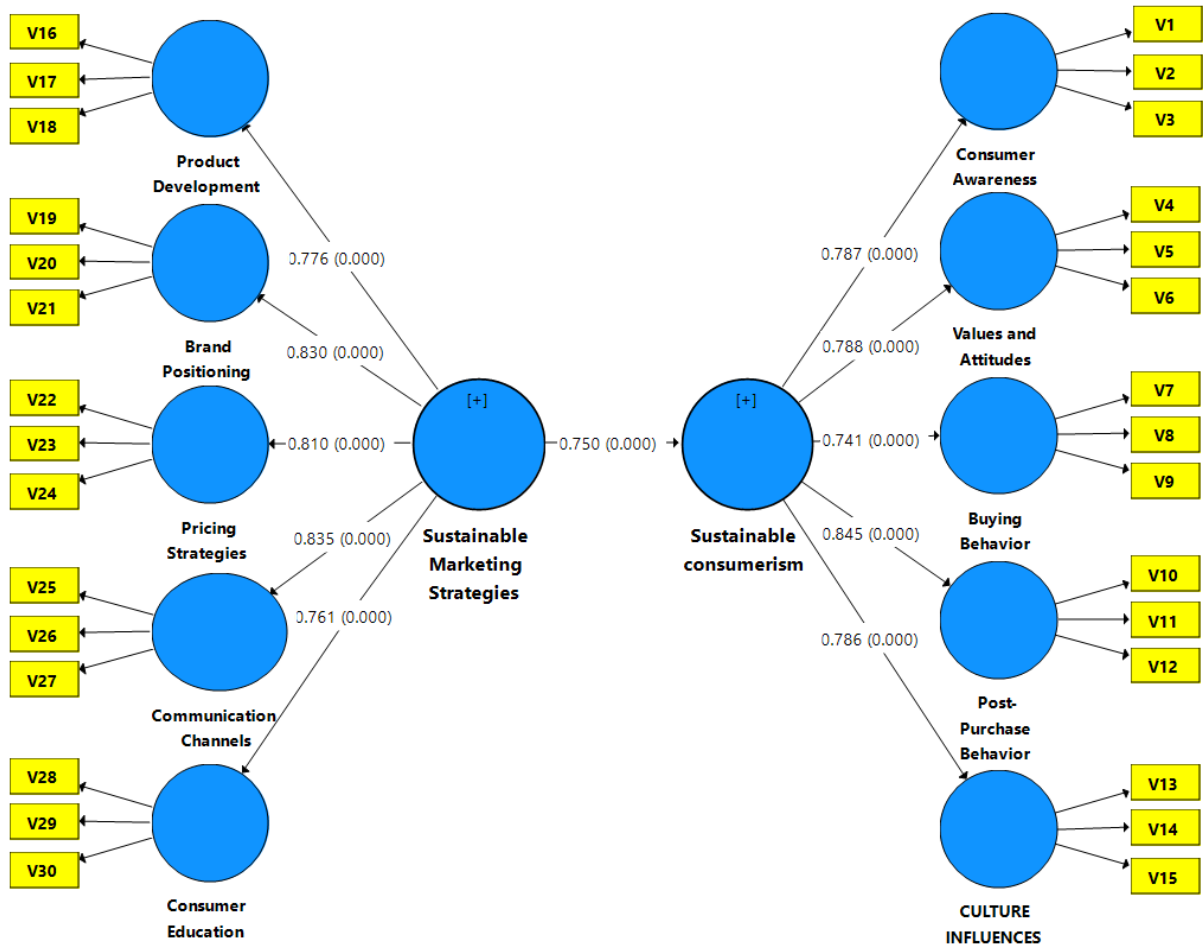 V16
V17
V18
Product
Development
V19
V20
V21
Brand
Positioning
V22
V23
V24
Pricing
Strategies
V25
V26
V27
Communication
Channels
V28
V29
V30
Consumer
Education
0.776 (0.000)
0.830 (0.000)
0.810 (0.000)
0.835 (0.000)
0.761 (0.000)
[+]
Sustainable
Marketing
Strategies
0.750 (0.000)
[+]
Sustainable
consumerism
0.787 (0.000)
0.788 (0.000)
0.741 (0.000)
0.845 (0.000)
0.786 (0.000)
V1
V2
V3
Consumer
Awareness
V4
V5
V6
Values and
Attitudes
V7
V8
V9
Buying
Behavior
V10
V11
V12
Post-
Purchase
Behavior
V13
V14
V15
CULTURE
INFLUENCES